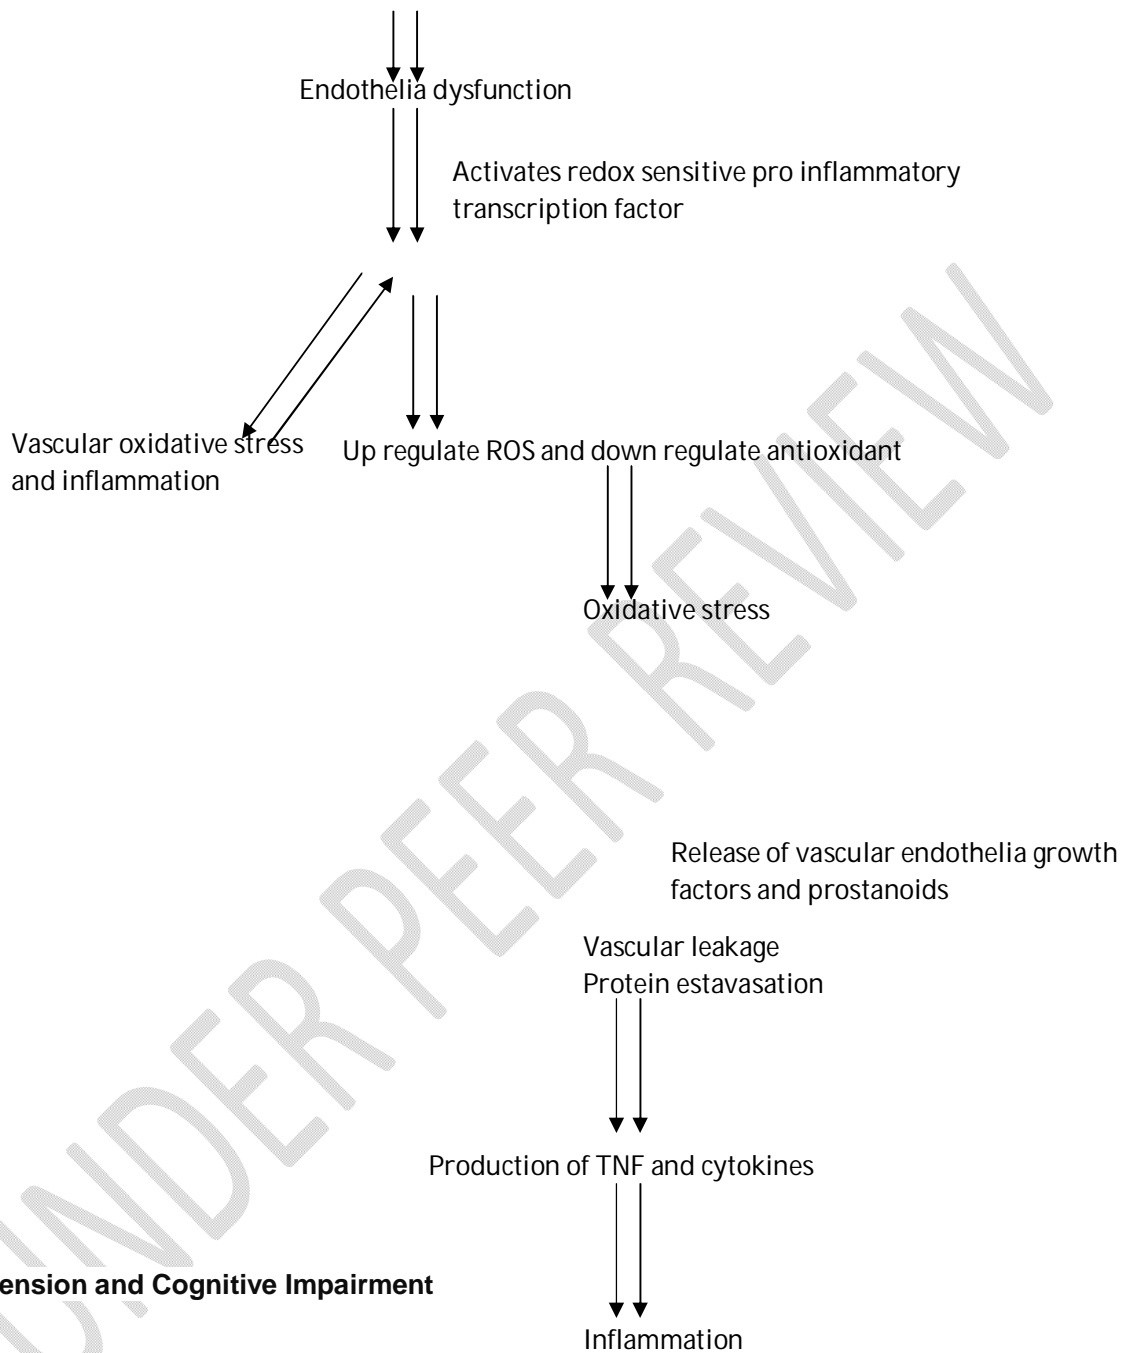 Endothelia dysfunction
Activates redox sensitive pro inflammatory
transcription factor
Vascular oxidative stress
and inflammation
Up regulate ROS and down regulate antioxidant
Oxidative stress
Release of vascular endothelia growth
factors and prostanoids
Vascular leakage
Protein estavasation
Production of TNF and cytokines
ension and Cognitive Impairment
Inflammation
UNDER PEER REVIEW